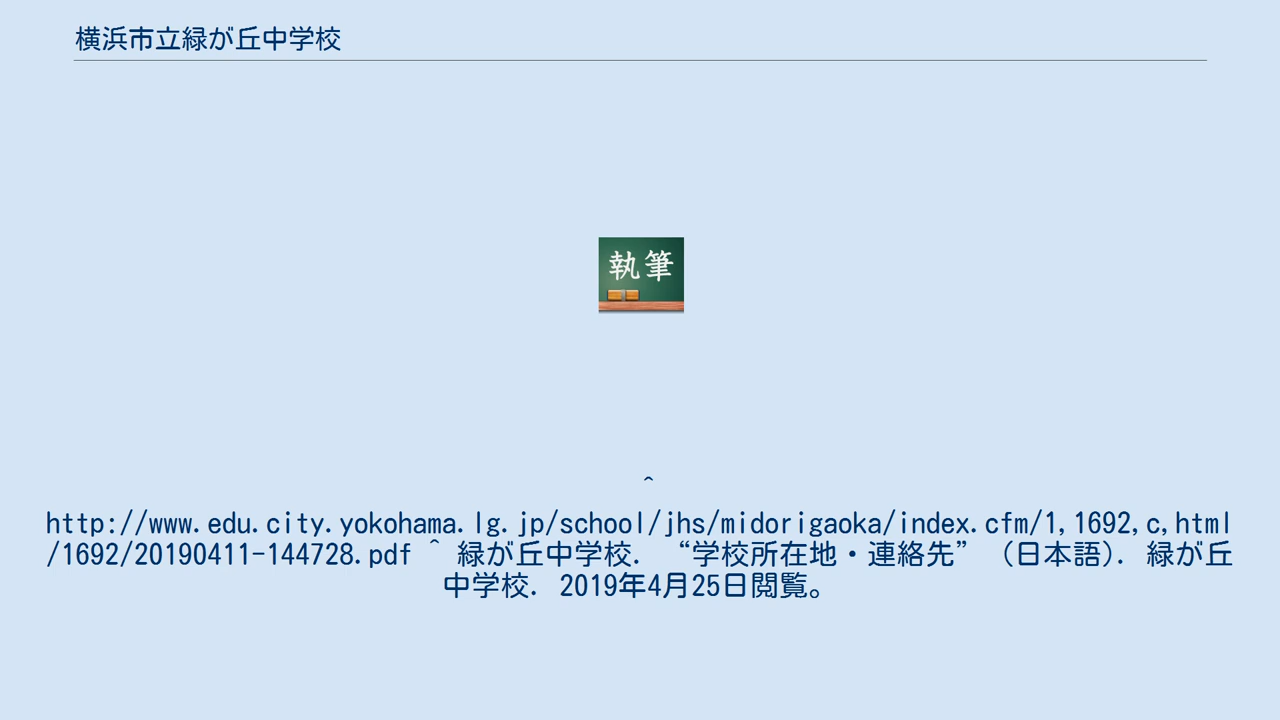 横浜市立緑が丘中学校
執筆
^
http://www.edu.city.yokohama.lg.jp/school/jhs/midorigaoka/index.cfm/1,1692,c,html
/1692/20190411-144728.pdf ^ 緑が丘中学校. “学校所在地・連絡先” (日本語). 緑が丘
中学校. 2019年4月25日閲覧。